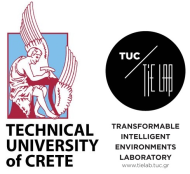 TECHNICAL
UNIVERSITY
of CRETE
TUC
TiE LAB
TRANSFORMABLE
INTELLIGENT
ENVIRONMENTS
LABORATORY
www.tielab.tuc.gr